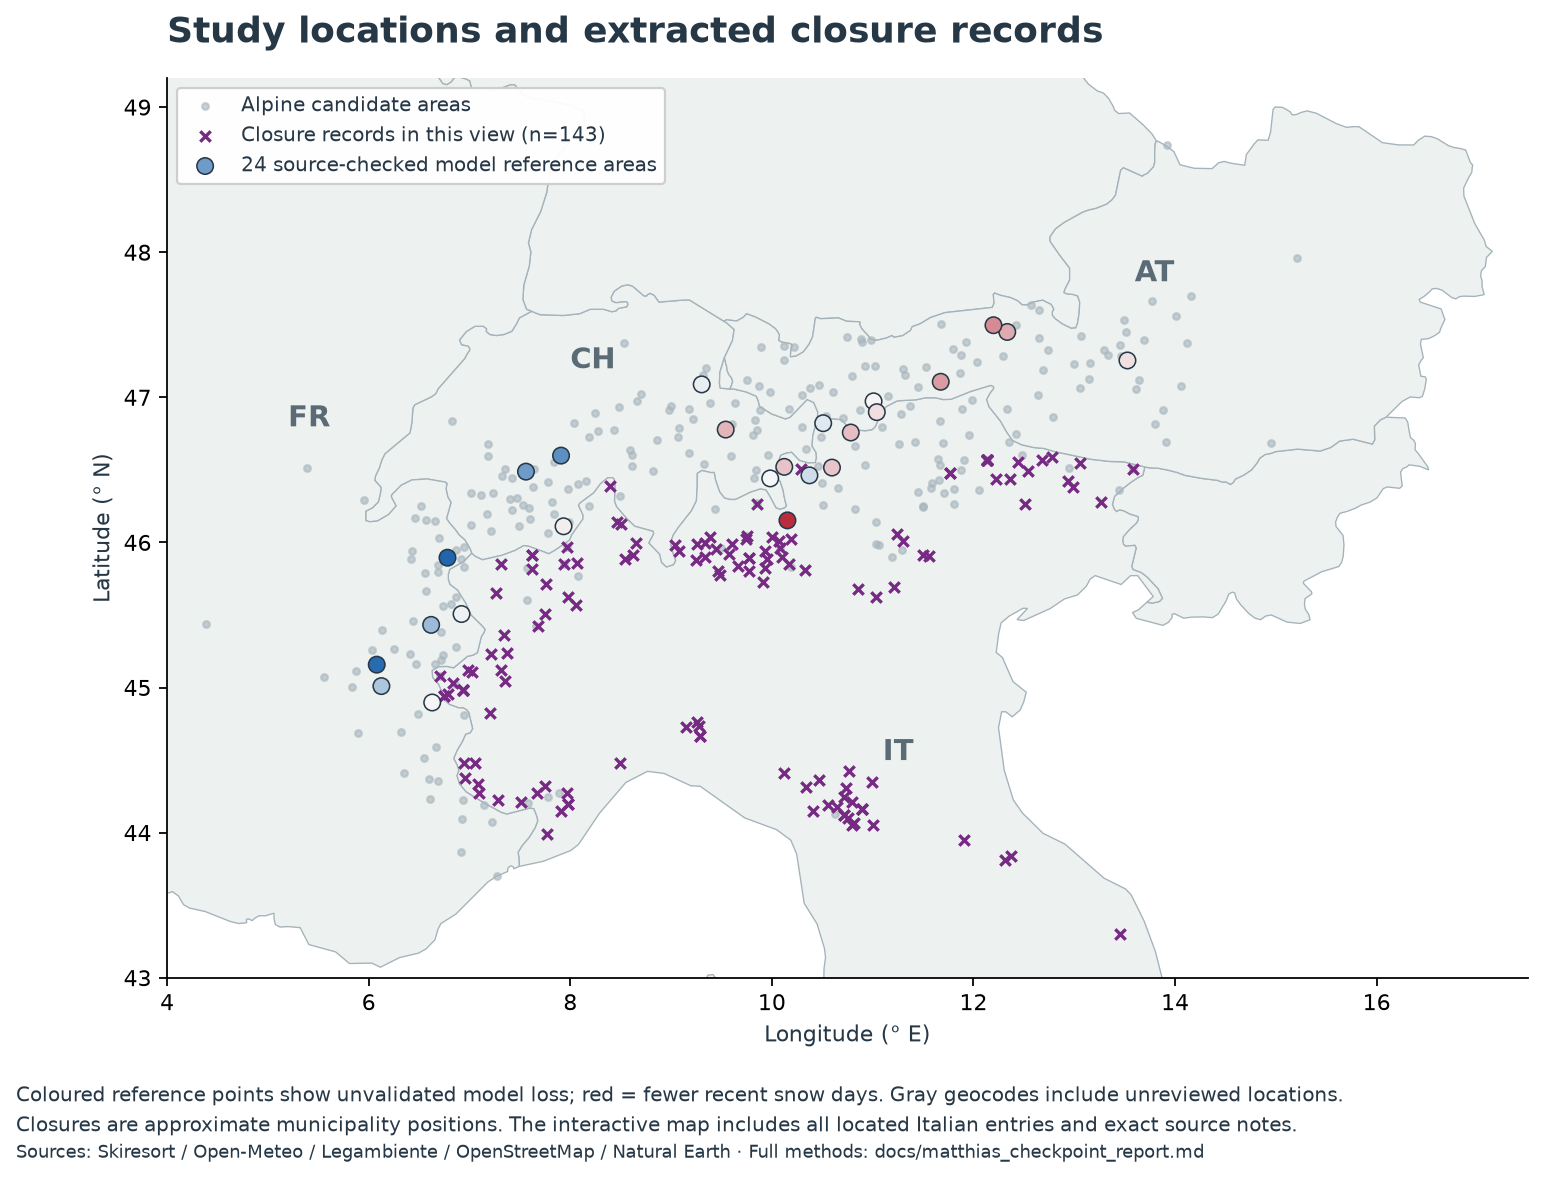 Study locations and extracted closure records
Alpine candidate areas
Closure records in this view (n=143)
24 source-checked model reference areas
49
48
47
46
45
44
43
Latitude (° N)
AT
CH
FR
IT
4
6
8
10
12
14
16
Longitude (° E)
Coloured reference points show unvalidated model loss; red = fewer recent snow days. Gray geocodes include unreviewed locations.
Closures are approximate municipality positions. The interactive map includes all located Italian entries and exact source notes.
Sources: Skiresort / Open-Meteo / Legambiente / OpenStreetMap / Natural Earth · Full methods: docs/matthias_checkpoint_report.md